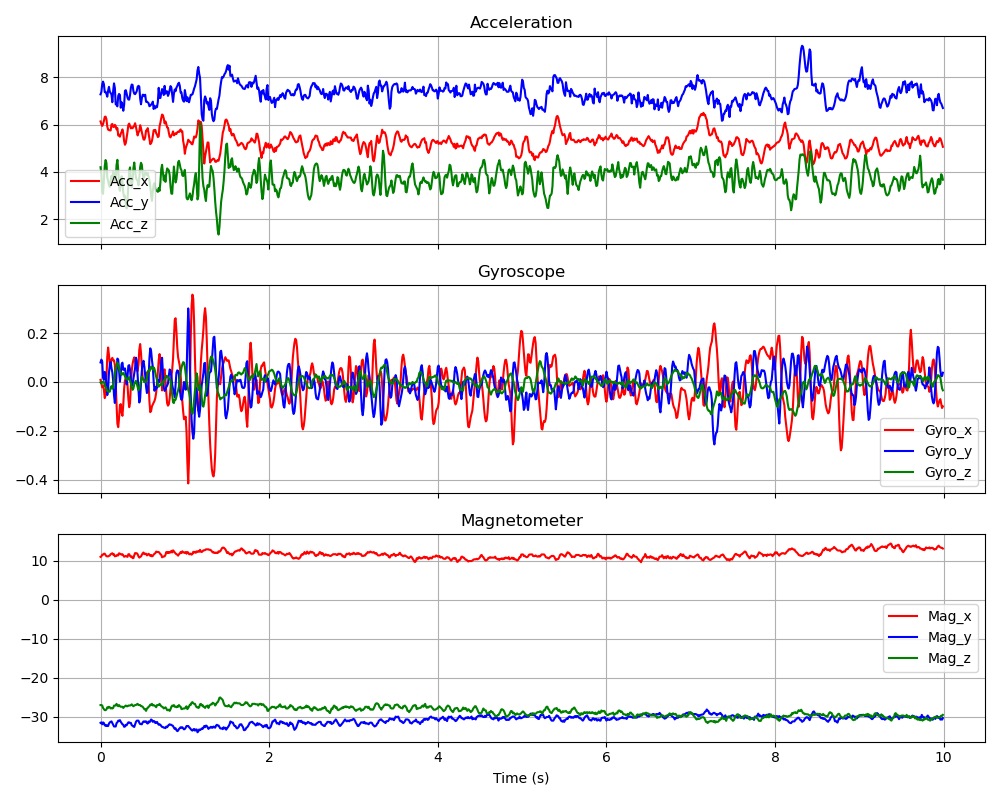 Acceleration
8
6
4
2
Acc_x
Acc_y
Acc_z
Gyroscope
0.2
0.0
−0.2
−0.4
Gyro_x
Gyro_y
Gyro_z
Magnetometer
10
0
−10
−20
−30
Mag_x
Mag_y
Mag_z
0 2 4 6 8 10
Time (s)